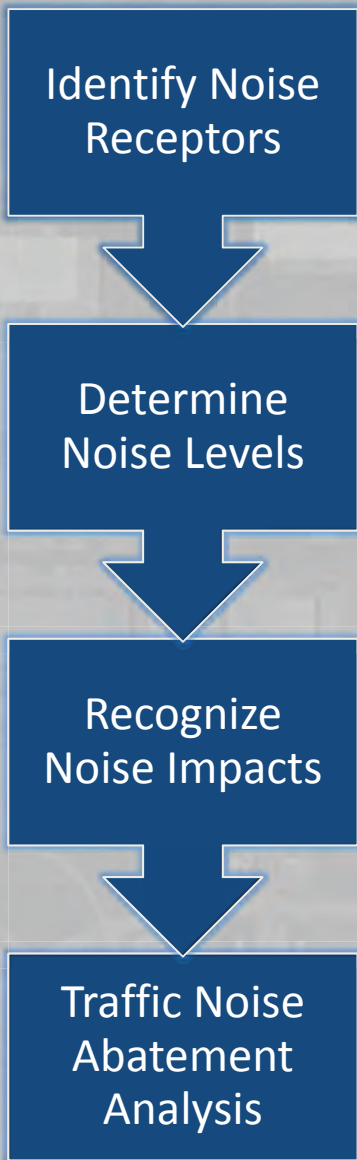 Identify Noise
Receptors
Determine
Noise Levels
Recognize
Noise Impacts
Traffic Noise
Abatement
Analysis